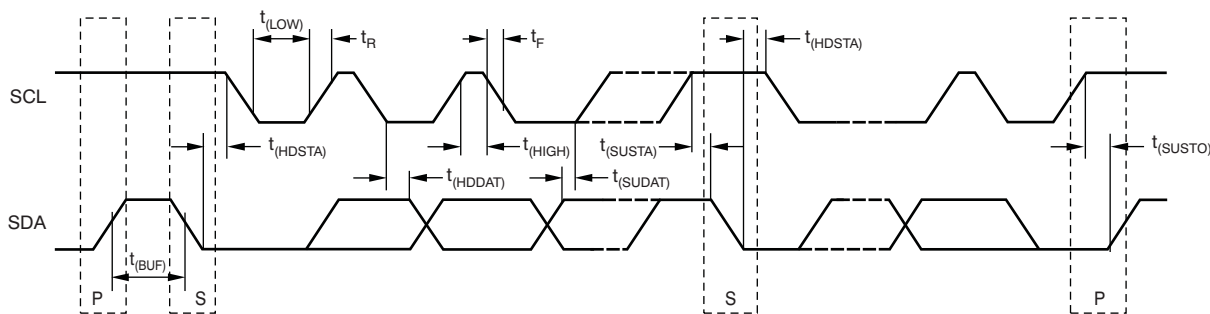 t(LOW)
tR
tF
t(HDSTA)
SCL
t(HDSTA)
t(HIGH)
t(SUSTA)
t(SUSTO)
t(HDDAT)
t(SUDAT)
SDA
t(BUF)
P
S
S
P